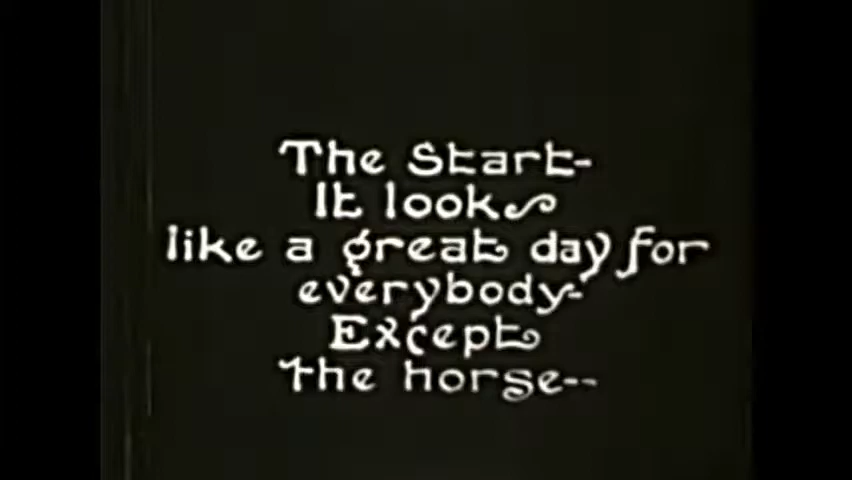 The Start-
It looks
like a great day for
everybody-
Except
the horse--